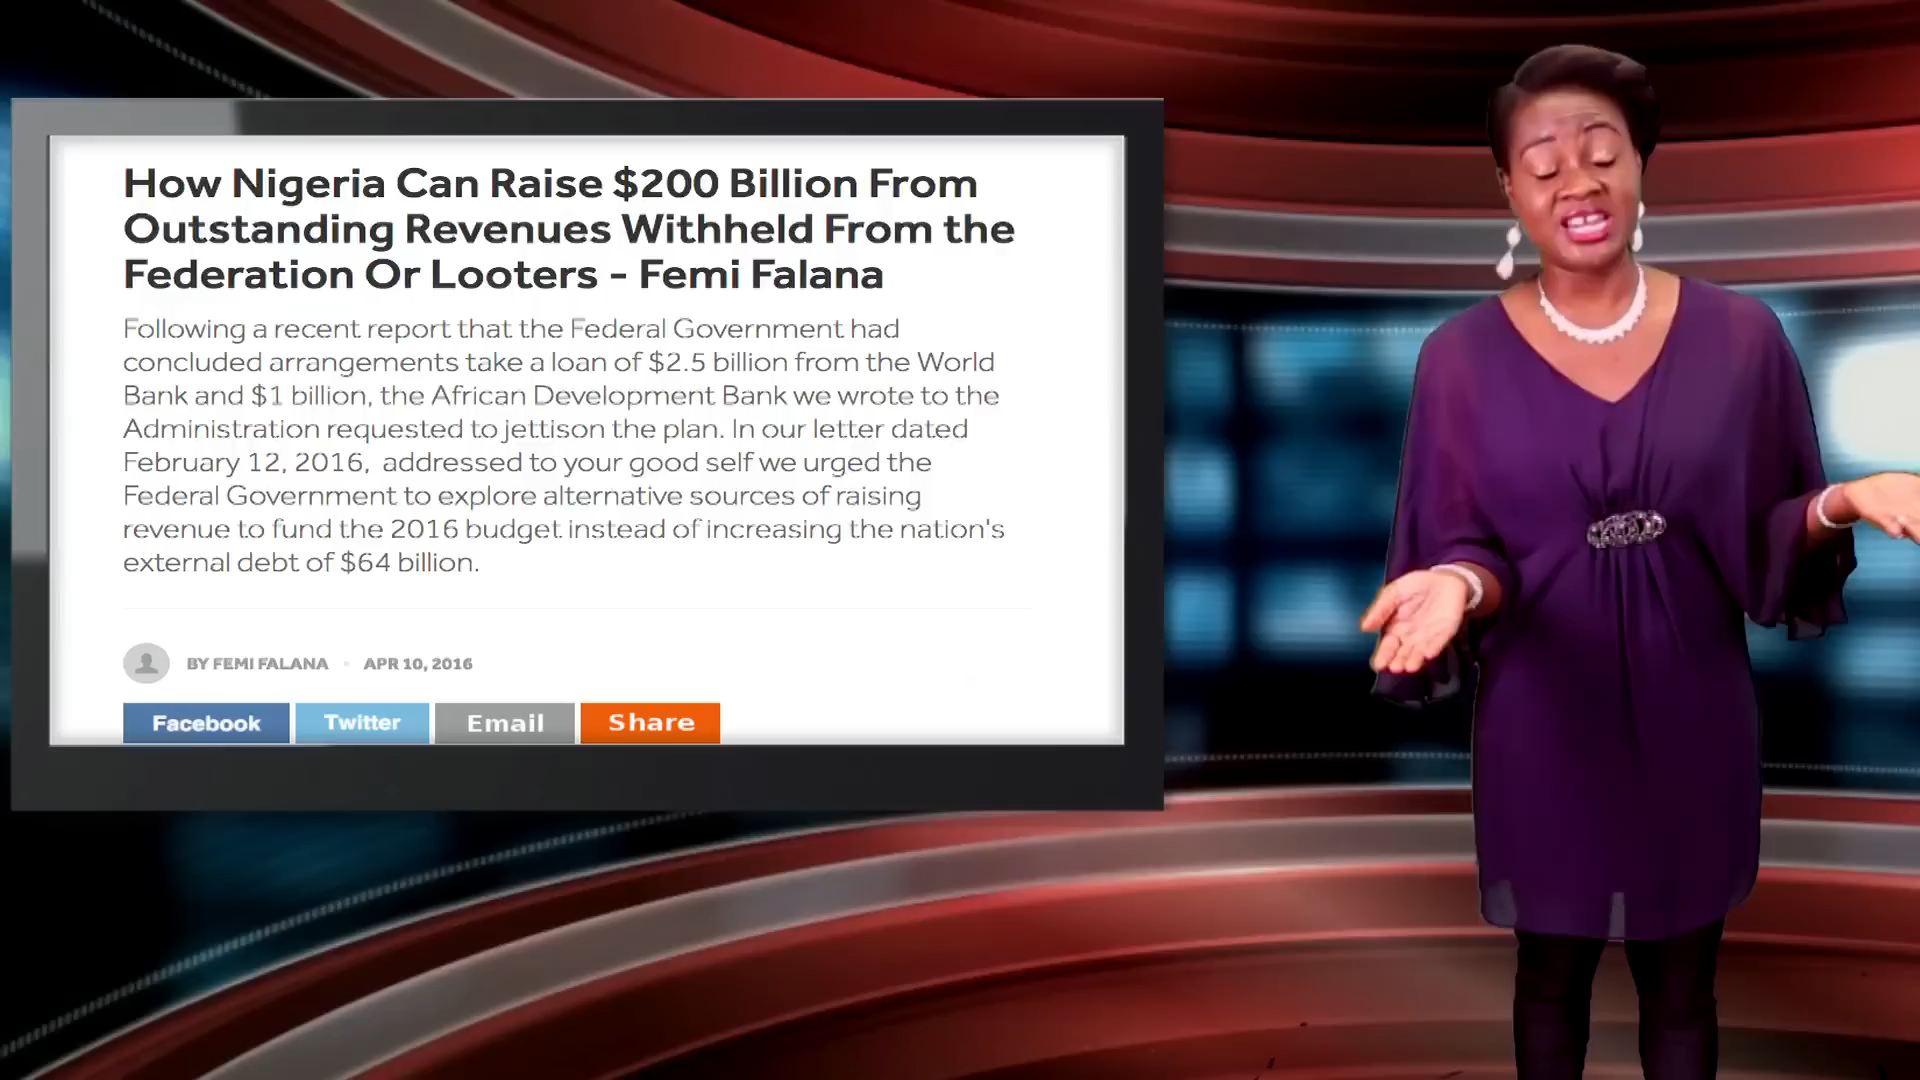 How Nigeria Can Raise $200 Billion From
Outstanding Revenues Withheld From the
Federation Or Looters - Femi Falana
Following a recent report that the Federal Government had
concluded arrangements take a loan of $2.5 billion from the World
Bank and $1 billion, the African Development Bank we wrote to the
Administration requested to jettison the plan. In our letter dated
February 12, 2016, addressed to your good self we urged the
Federal Government to explore alternative sources of raising
revenue to fund the 2016 budget instead of increasing the nation's
external debt of $64 billion.
BY FEMI FALANA • APR 10, 2016
Facebook Twitter Email Share